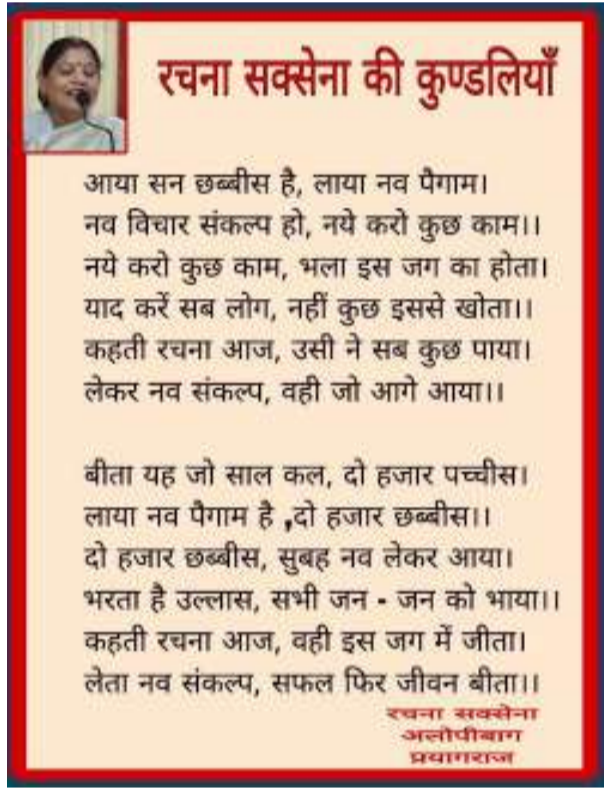 रचना सक्सेना की कुण्डलियाँ
आया सन छब्बीस है, लाया नव पैगाम।
नव विचार संकल्प हो, नये करो कुछ काम।।
नये करो कुछ काम, भला इस जग का होता।
याद करें सब लोग, नहीं कुछ इससे खोता।।
कहती रचना आज, उसी ने सब कुछ पाया।
लेकर नव संकल्प, वही जो आगे आया।।
बीता यह जो साल कल, दो हजार पच्चीस।
लाया नव पैगाम है ,दो हजार छब्बीस।।
दो हजार छब्बीस, सुबह नव लेकर आया।
भरता है उल्लास, सभी जन - जन को भाया।।
कहती रचना आज, वही इस जग में जीता।
लेता नव संकल्प, सफल फिर जीवन बीता।।
रचना सक्सेना
अलोपीबाग
प्रयागराज